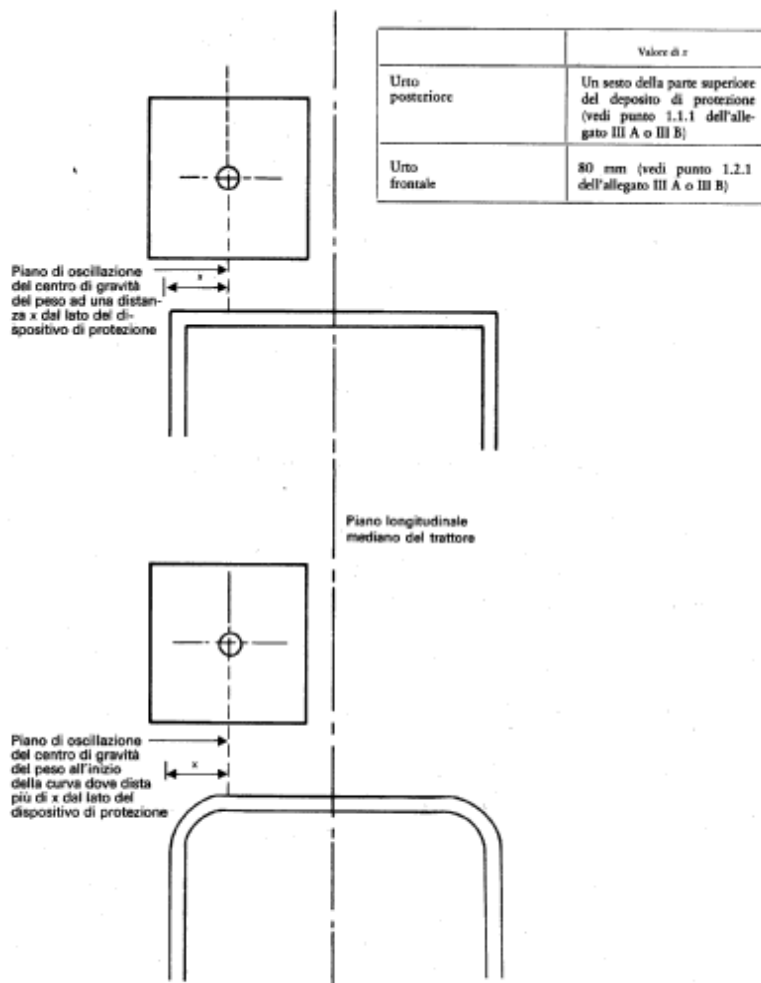 Valore di x
Urto
posteriore
Un sesto della parte superiore
del deposito di protezione
(vedi punto 1.1.1 dell'alle-
gato III A o III B)
Urto
frontale
80 mm (vedi punto 1.2.1
dell'allegato III A o III B)
Piano di oscillazione
del centro di gravità
del peso ad una distan-
za x dal lato del di-
spositivo di protezione
x
Piano longitudinale
mediano del trattore
Piano di oscillazione
del centro di gravità
del peso all'inizio
della curva dove dista
più di x dal lato del
dispositivo di protezione
x